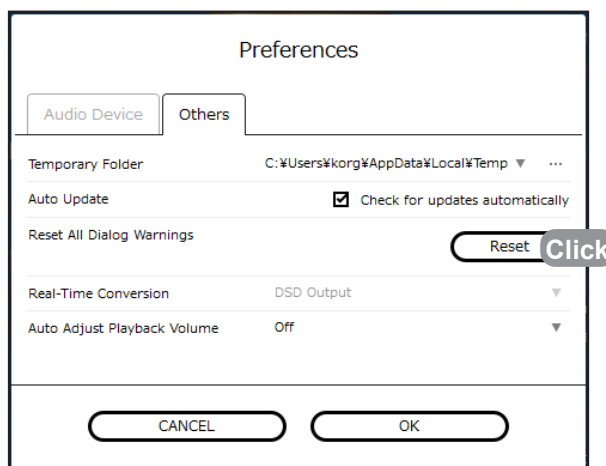 Preferences
Audio Device Others
Temporary Folder C:¥Users¥korg¥AppData¥Local¥Temp ▼ ...
Auto Update Check for updates automatically
Reset All Dialog Warnings
Reset Click
Real-Time Conversion DSD Output ▼
Auto Adjust Playback Volume Off ▼
CANCEL OK